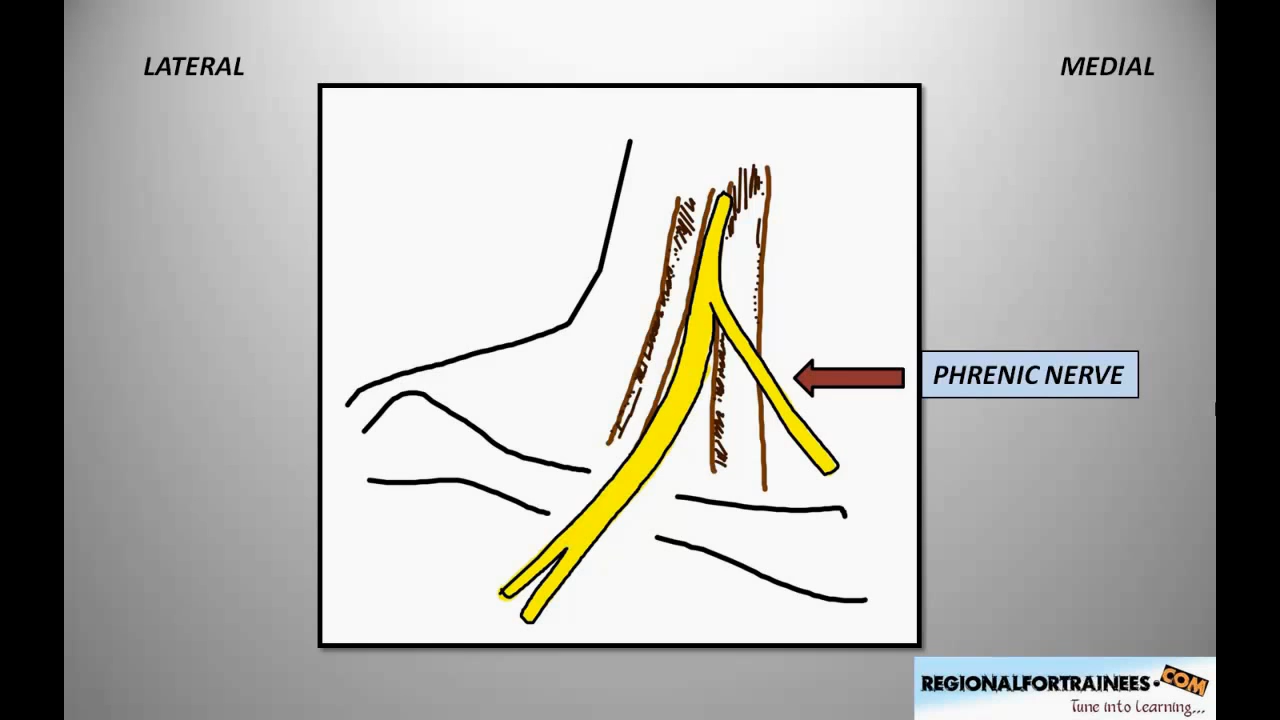 LATERAL
MEDIAL
PHRENIC NERVE
REGIONALFORTRAINEES.COM
Tune into Learning...